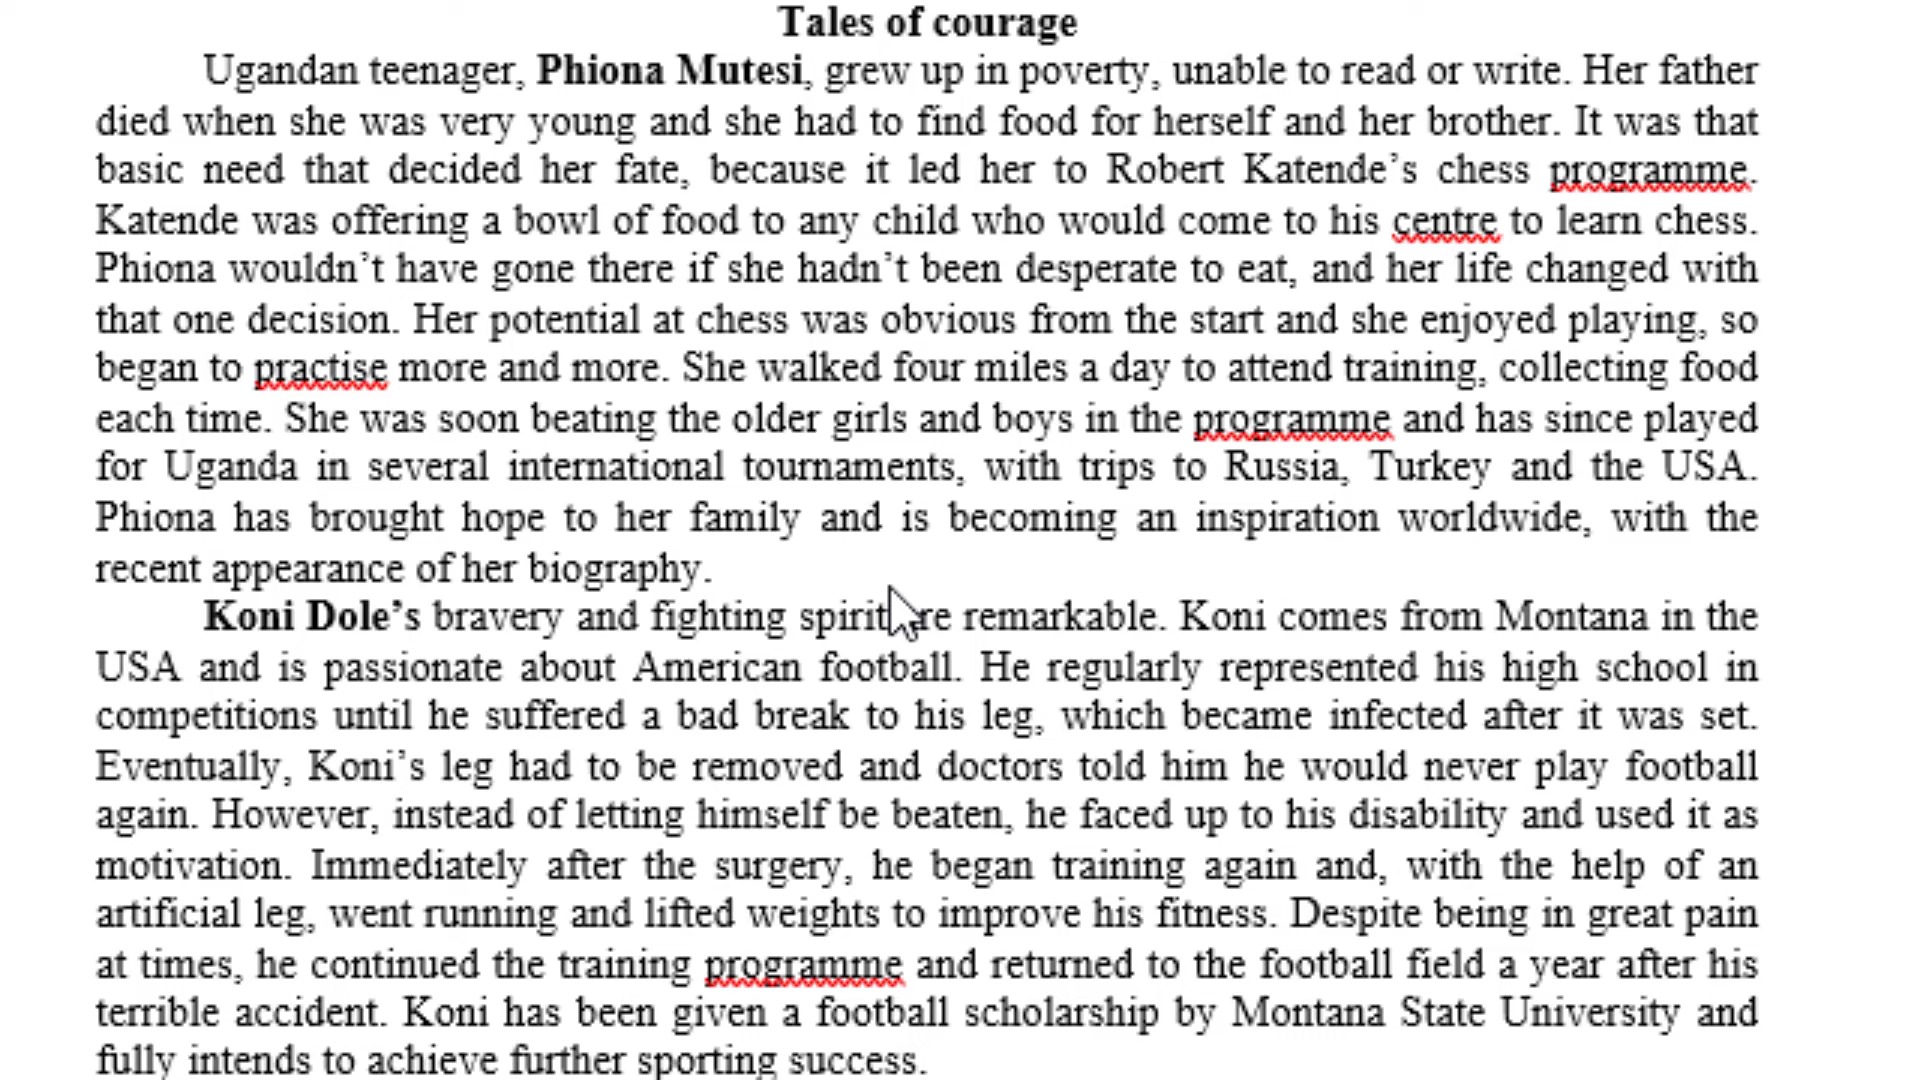 Tales of courage
Ugandan teenager, Phiona Mutesi, grew up in poverty, unable to read or write. Her father
died when she was very young and she had to find food for herself and her brother. It was that
basic need that decided her fate, because it led her to Robert Katende’s chess programme.
Katende was offering a bowl of food to any child who would come to his centre to learn chess.
Phiona wouldn’t have gone there if she hadn’t been desperate to eat, and her life changed with
that one decision. Her potential at chess was obvious from the start and she enjoyed playing, so
began to practise more and more. She walked four miles a day to attend training, collecting food
each time. She was soon beating the older girls and boys in the programme and has since played
for Uganda in several international tournaments, with trips to Russia, Turkey and the USA.
Phiona has brought hope to her family and is becoming an inspiration worldwide, with the
recent appearance of her biography.
Koni Dole’s bravery and fighting spirit are remarkable. Koni comes from Montana in the
USA and is passionate about American football. He regularly represented his high school in
competitions until he suffered a bad break to his leg, which became infected after it was set.
Eventually, Koni’s leg had to be removed and doctors told him he would never play football
again. However, instead of letting himself be beaten, he faced up to his disability and used it as
motivation. Immediately after the surgery, he began training again and, with the help of an
artificial leg, went running and lifted weights to improve his fitness. Despite being in great pain
at times, he continued the training programme and returned to the football field a year after his
terrible accident. Koni has been given a football scholarship by Montana State University and
fully intends to achieve further sporting success.